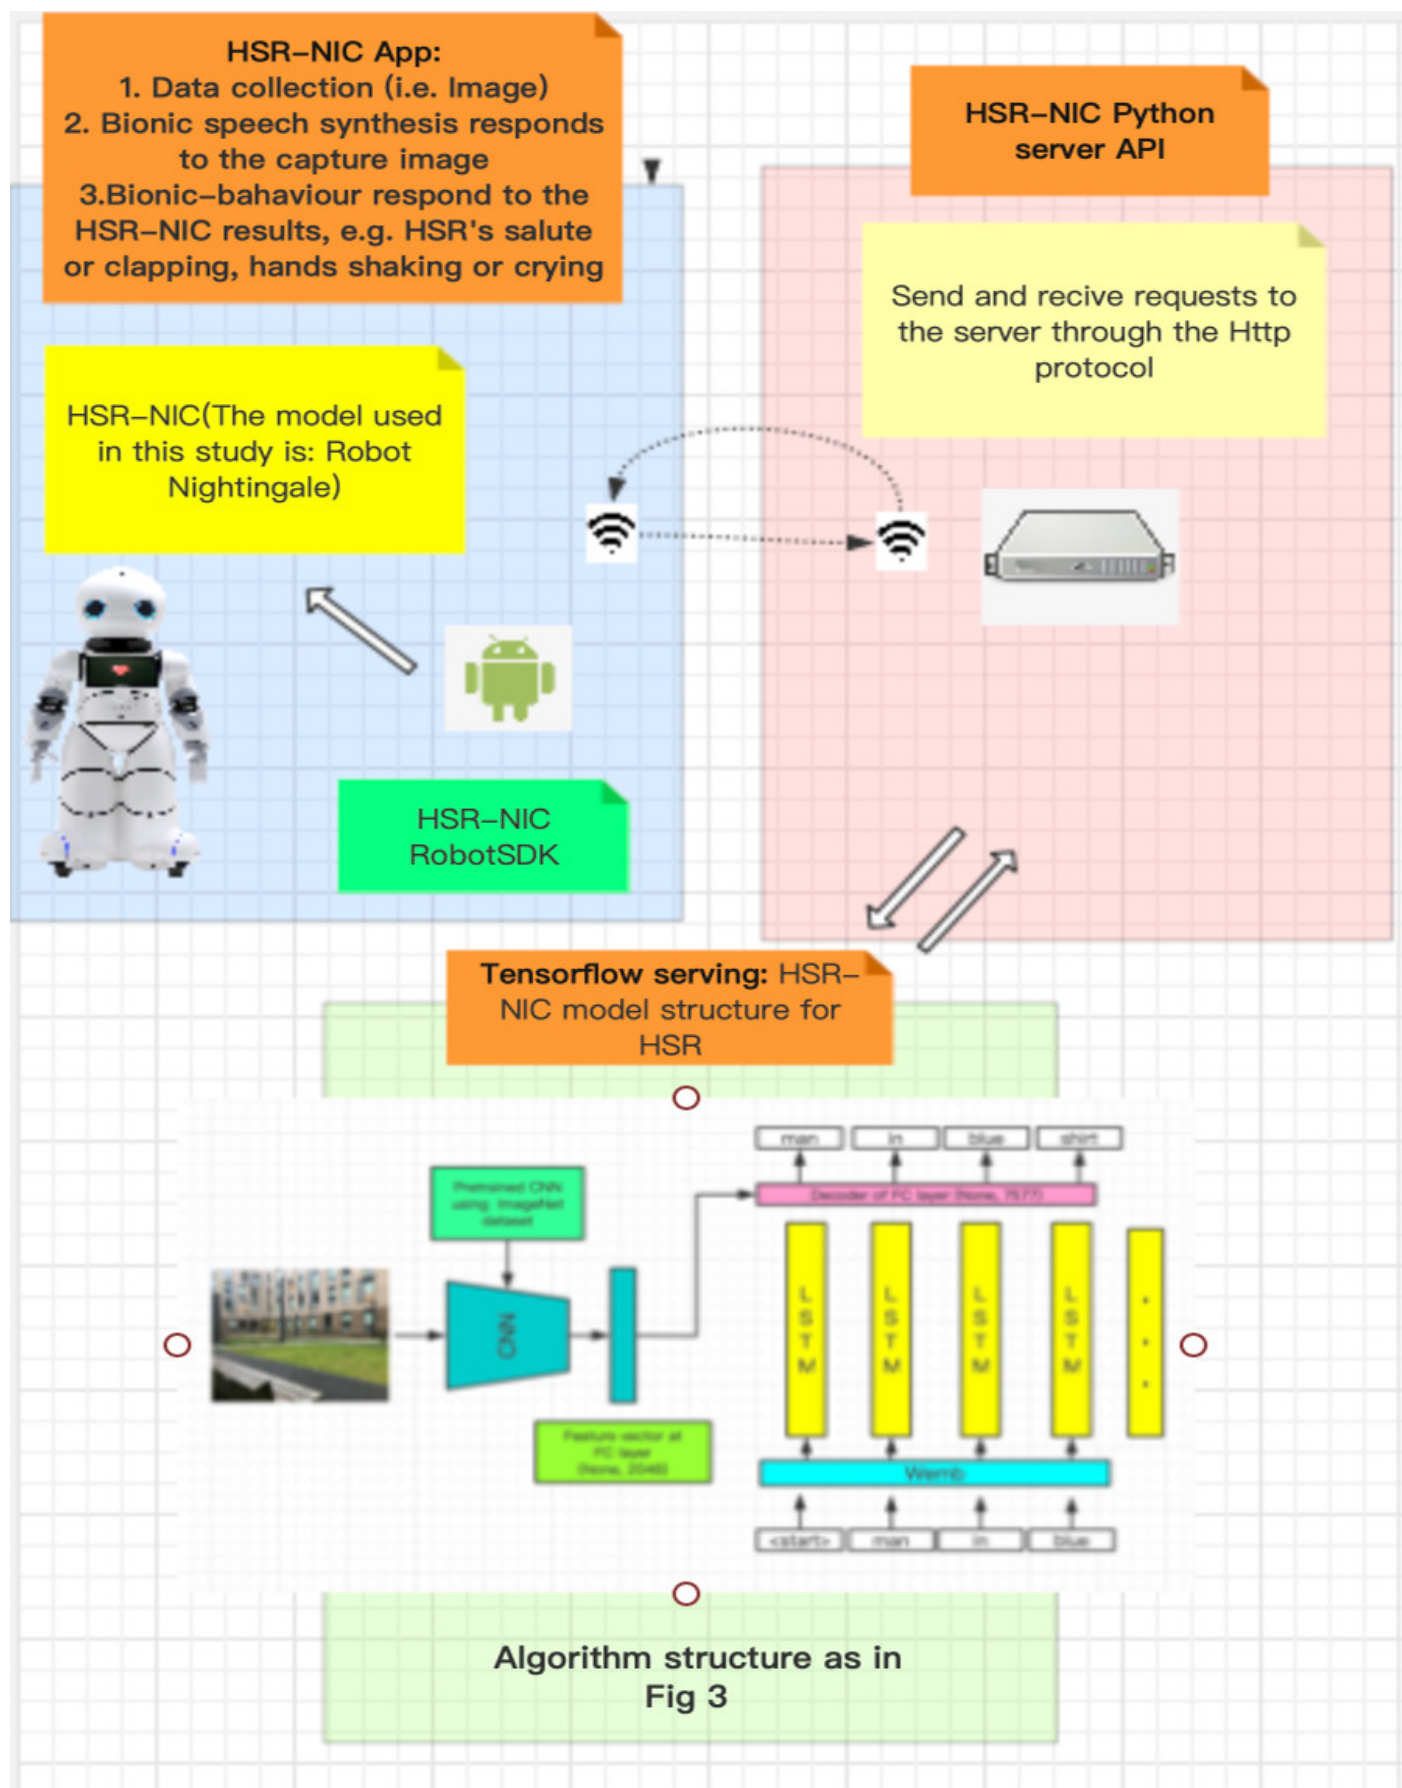 HSR-NIC App:
1. Data collection (i.e. Image)
2. Bionic speech synthesis responds
to the capture image
3.Bionic-bahaviour respond to the
HSR-NIC results, e.g. HSR's salute
or clapping, hands shaking or crying
HSR-NIC Python
server API
Send and recive requests to
the server through the Http
protocol
HSR-NIC(The model used
in this study is: Robot
Nightingale)
HSR-NIC
RobotSDK
Tensorflow serving: HSR-
NIC model structure for
HSR
man in blue shirt
Pretrained CNN
using ImageNet
dataset
Decoder of FC layer (None, 7577)
CNN
LSTM LSTM LSTM LSTM
Feature vector at
FC layer
(None, 2048)
Wemb
<start> man in blue
Algorithm structure as in
Fig 3